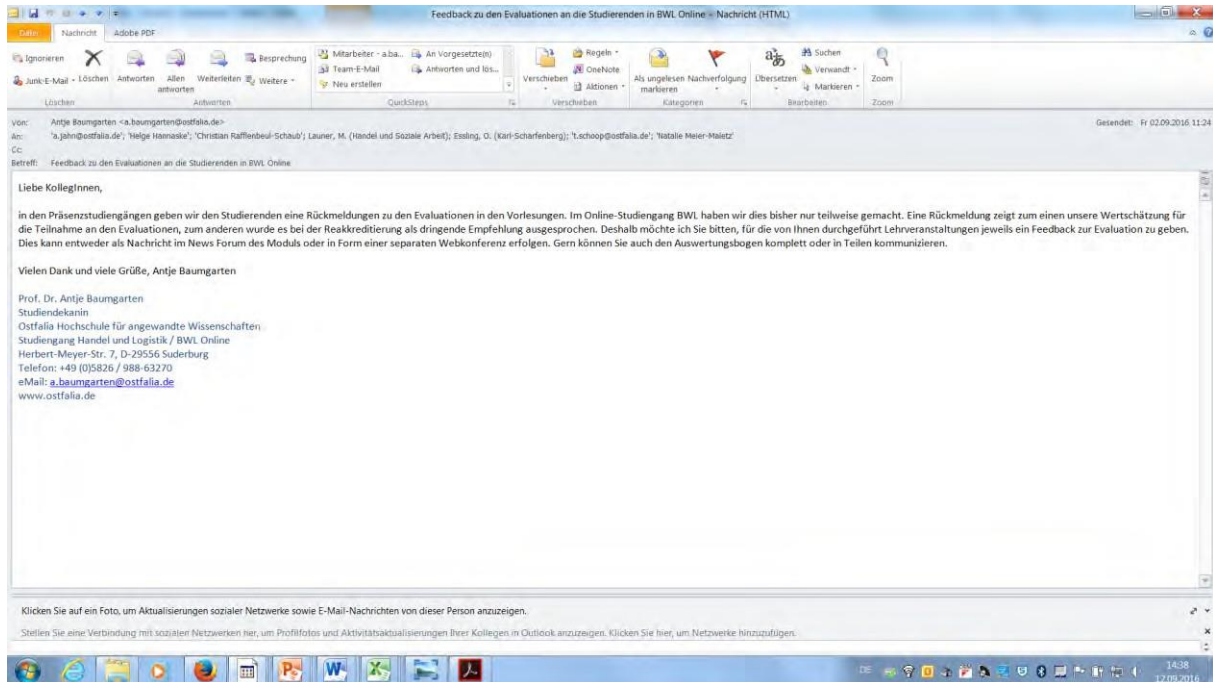 Feedback zu den Evaluationen an die Studierenden in BWL Online - Nachricht (HTML)
Datei Nachricht Adobe PDF
Ignorieren
Junk-E-Mail
Löschen
Antworten
Allen antworten
Weiterleiten
Besprechung
Weitere
Mitarbeiter - a.ba...
Team-E-Mail
Neu erstellen
An Vorgesetzte(n)
Antworten und lös...
Verschieben
Regeln
OneNote
Aktionen
Als ungelesen markieren
Nachverfolgung
Übersetzen
Suchen
Verwandt
Markieren
Zoom
Löschen Antworten QuickSteps Verschieben Kategorien Bearbeiten Zoom
Von: Antje Baumgarten <a.baumgarten@ostfalia.de> Gesendet: Fr 02.09.2016 11:24
An: 'a.jahn@ostfalia.de'; 'Helge Hannaske'; 'Christian Rafflenbeul-Schaub'; Launer, M. (Handel und Soziale Arbeit); Essling, O. (Karl-Scharfenberg); 't.schoop@ostfalia.de'; 'Natalie Meier-Maletz'
Cc:
Betreff: Feedback zu den Evaluationen an die Studierenden in BWL Online
Liebe KollegInnen,
in den Präsenzstudiengängen geben wir den Studierenden eine Rückmeldungen zu den Evaluationen in den Vorlesungen. Im Online-Studiengang BWL haben wir dies bisher nur teilweise gemacht. Eine Rückmeldung zeigt zum einen unsere Wertschätzung für
die Teilnahme an den Evaluationen, zum anderen wurde es bei der Reakkreditierung als dringende Empfehlung ausgesprochen. Deshalb möchte ich Sie bitten, für die von Ihnen durchgeführt Lehrveranstaltungen jeweils ein Feedback zur Evaluation zu geben.
Dies kann entweder als Nachricht im News Forum des Moduls oder in Form einer separaten Webkonferenz erfolgen. Gern können Sie auch den Auswertungsbogen komplett oder in Teilen kommunizieren.
Vielen Dank und viele Grüße, Antje Baumgarten
Prof. Dr. Antje Baumgarten
Studiendekanin
Ostfalia Hochschule für angewandte Wissenschaften
Studiengang Handel und Logistik / BWL Online
Herbert-Meyer-Str. 7, D-29556 Suderburg
Telefon: +49 (0)5826 / 988-63270
eMail: a.baumgarten@ostfalia.de
www.ostfalia.de
Klicken Sie auf ein Foto, um Aktualisierungen sozialer Netzwerke sowie E-Mail-Nachrichten von dieser Person anzuzeigen.
Stellen Sie eine Verbindung mit sozialen Netzwerken her, um Profilfotos und Aktivitätsaktualisierungen Ihrer Kollegen in Outlook anzuzeigen. Klicken Sie hier, um Netzwerke hinzuzufügen.
DE
14:38
12.09.2016